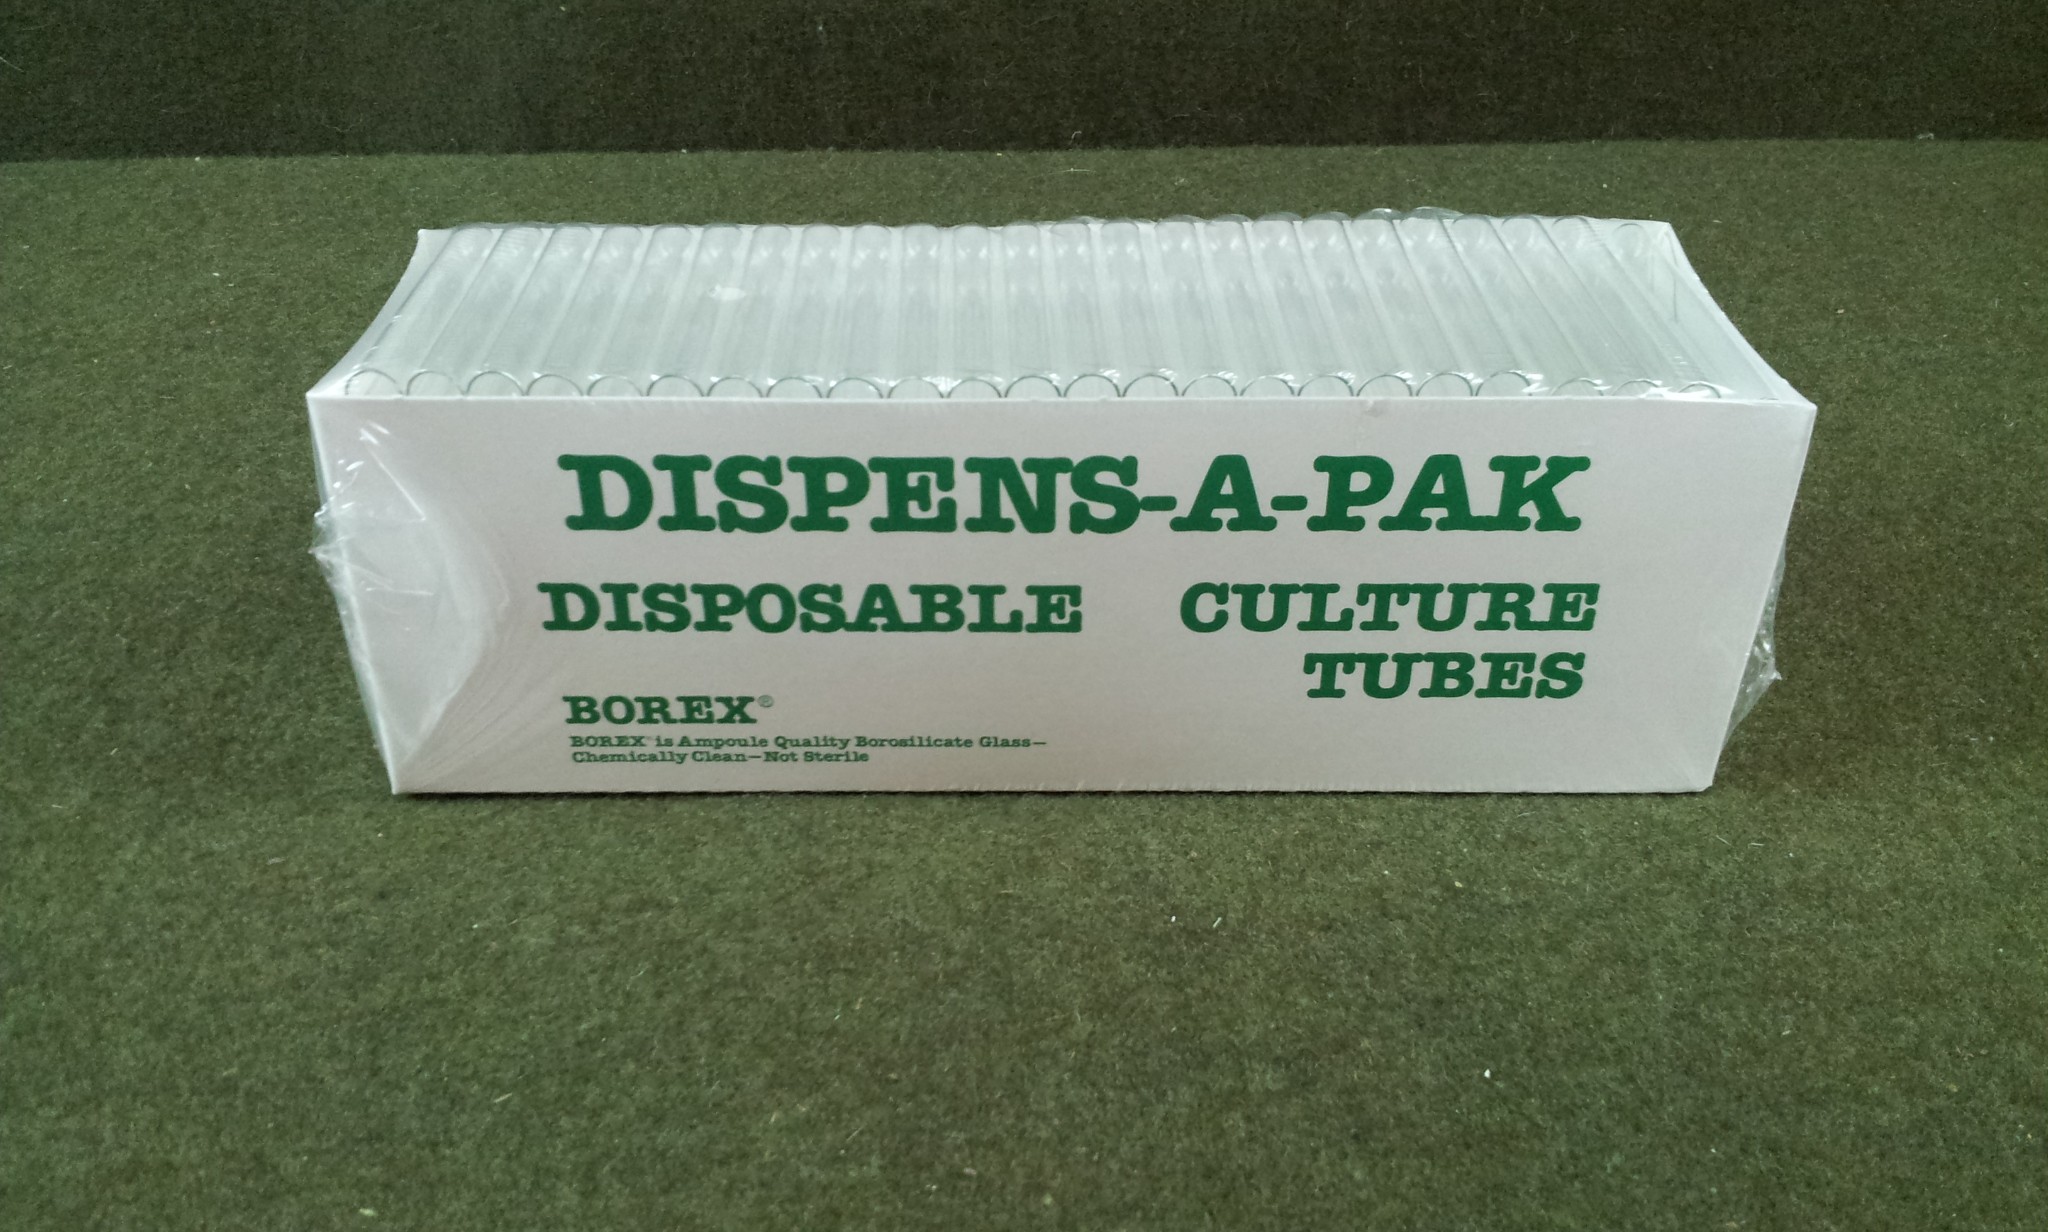 DISPENS-A-PAK
DISPOSABLE CULTURE
TUBES
BOREX®
BOREX® is Ampoule Quality Borosilicate Glass—
Chemically Clean—Not Sterile